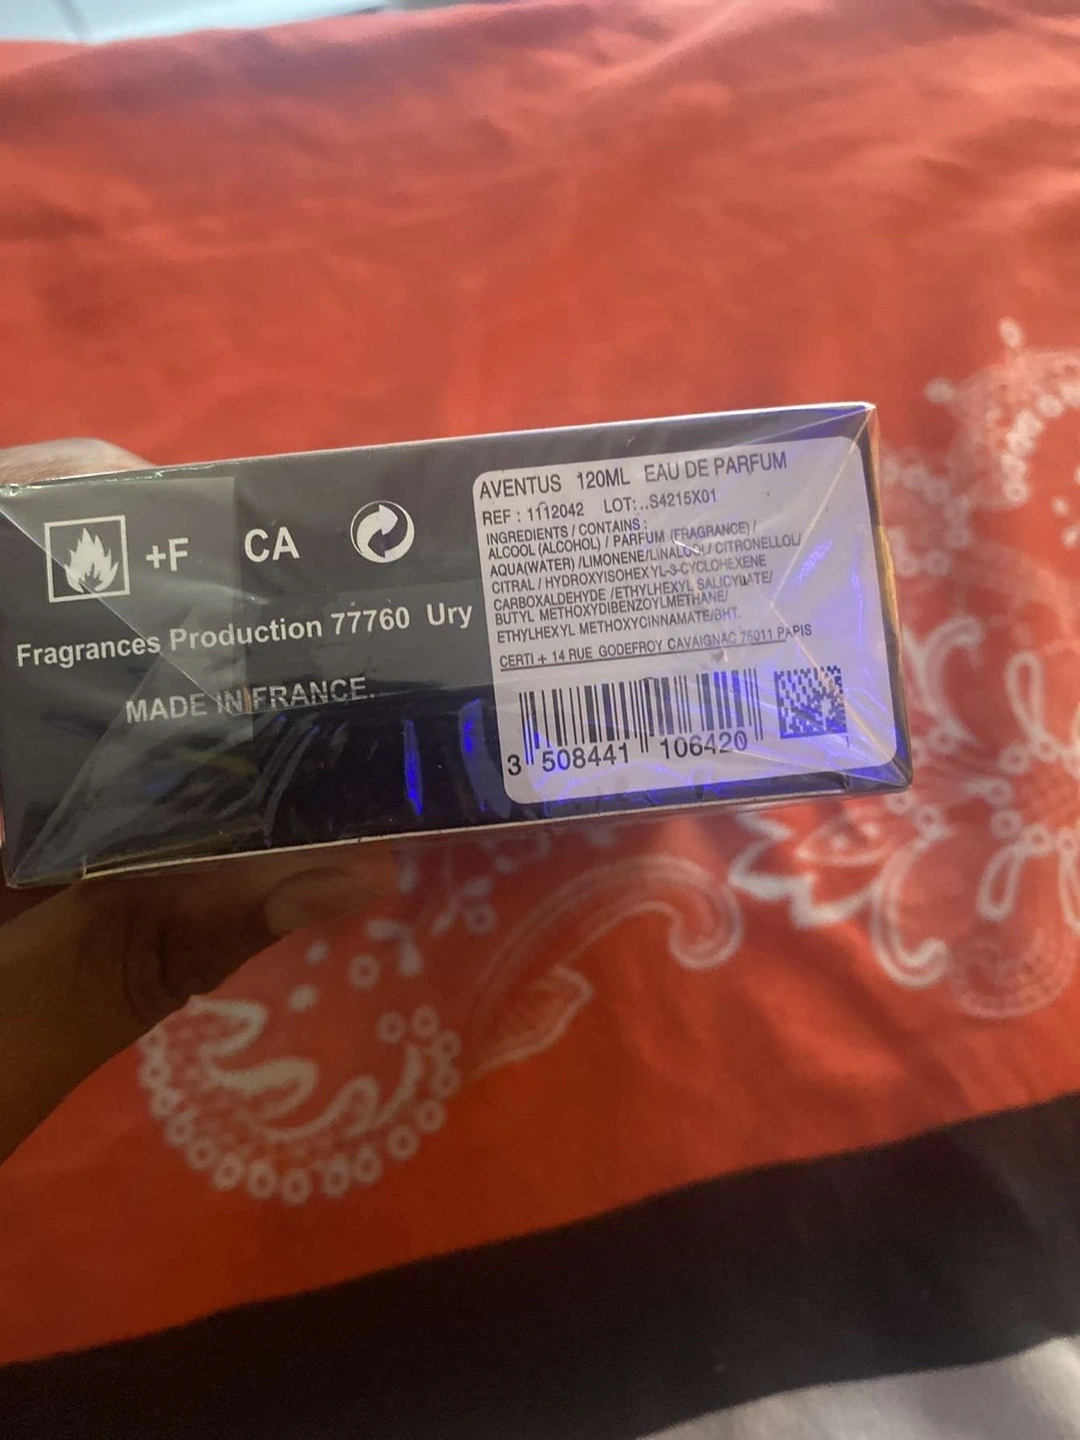 +F CA
Fragrances Production 77760 Ury
MADE IN FRANCE.
AVENTUS 120ML EAU DE PARFUM
REF : 1112042 LOT:..S4215X01
INGREDIENTS / CONTAINS :
ALCOOL (ALCOHOL) / PARFUM (FRAGRANCE) /
AQUA(WATER) /LIMONENE/LINALOOL/ CITRONELLOL/
CITRAL / HYDROXYISOHEXYL-3-CYCLOHEXENE
CARBOXALDEHYDE /ETHYLHEXYL SALICYLATE/
BUTYL METHOXYDIBENZOYLMETHANE/
ETHYLHEXYL METHOXYCINNAMATE/BHT.
CERTI + 14 RUE GODEFROY CAVAIGNAC 75011 PAPIS
3 508441 106420